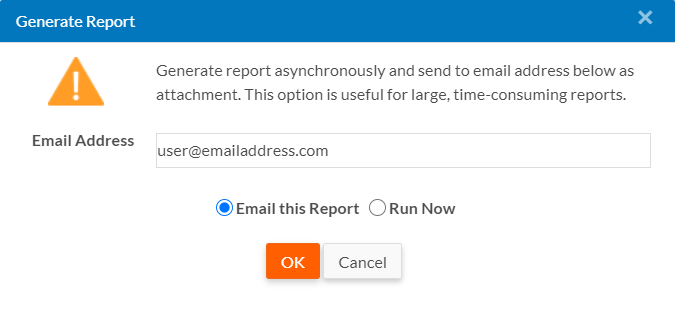 Generate Report
Generate report asynchronously and send to email address below as
attachment. This option is useful for large, time-consuming reports.
Email Address
user@emailaddress.com
Email this Report Run Now
OK Cancel